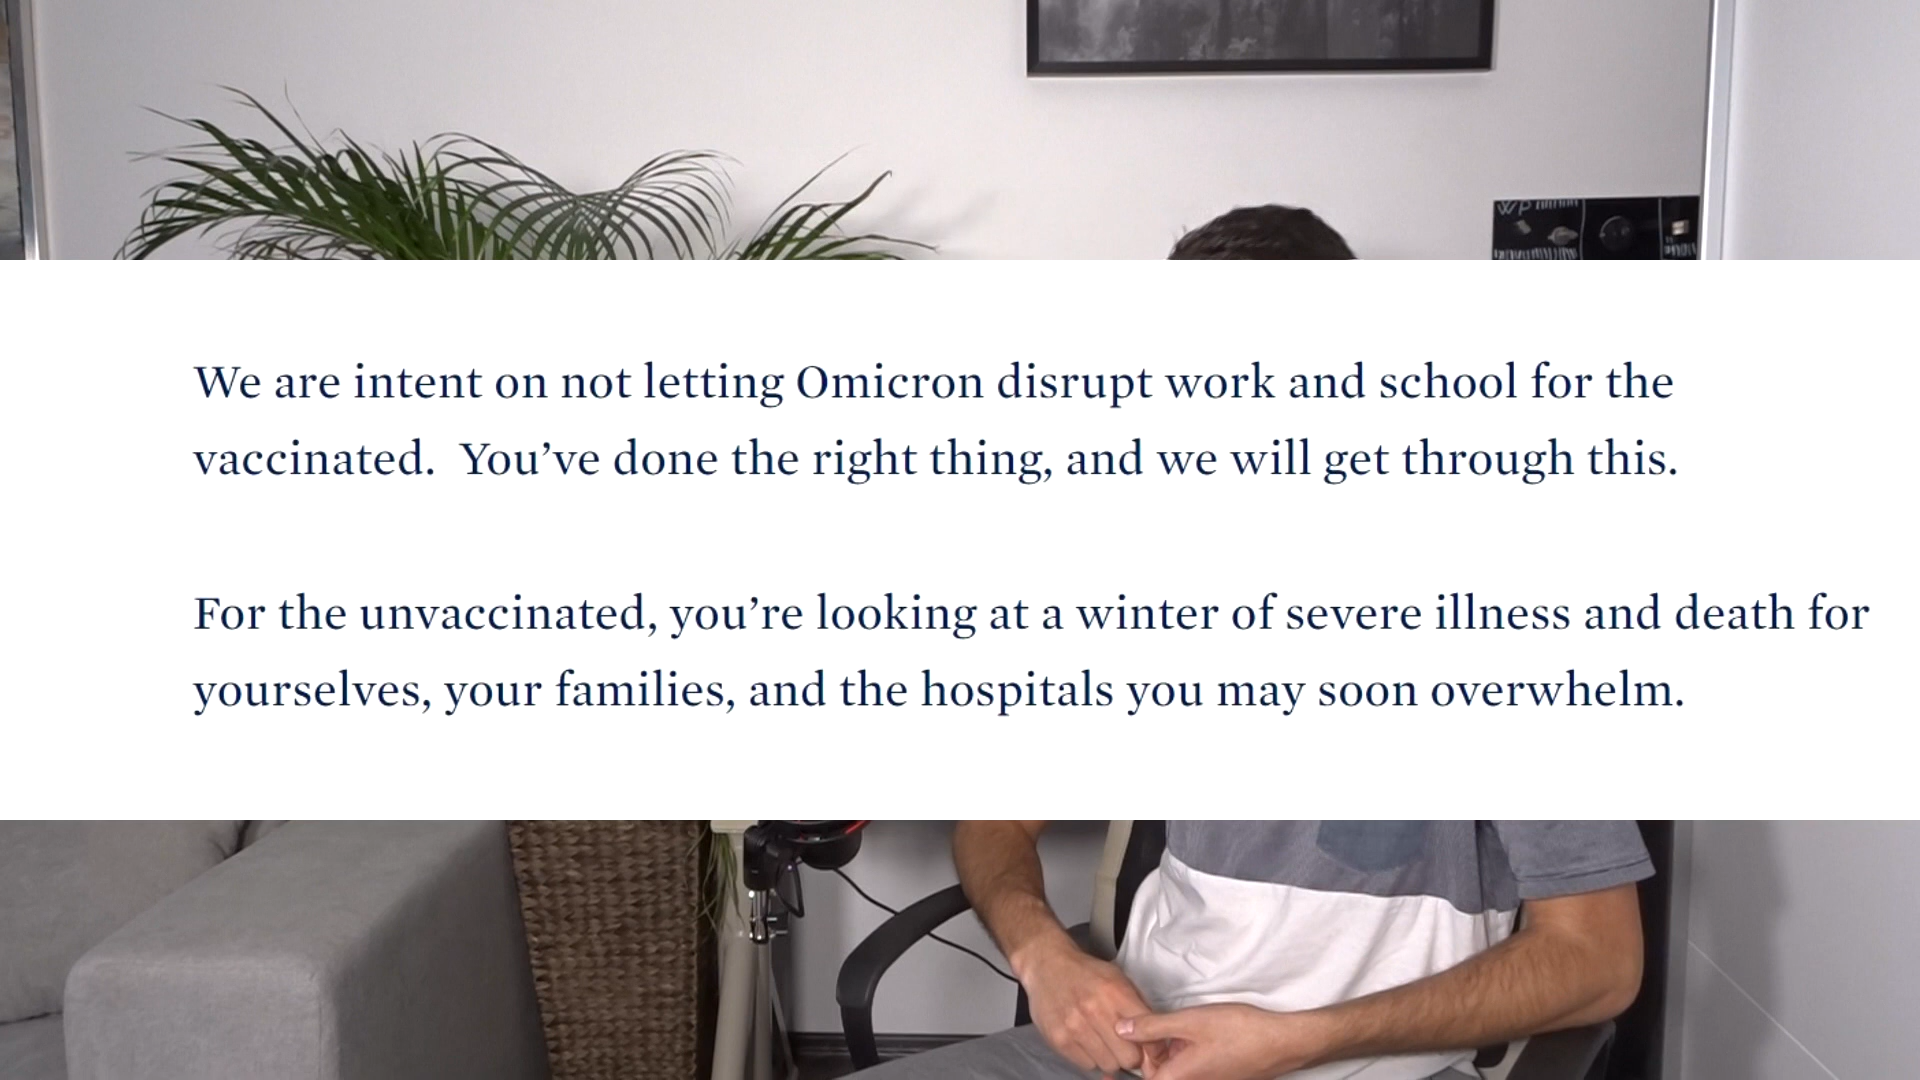 We are intent on not letting Omicron disrupt work and school for the
vaccinated.  You’ve done the right thing, and we will get through this.
For the unvaccinated, you’re looking at a winter of severe illness and death for
yourselves, your families, and the hospitals you may soon overwhelm.